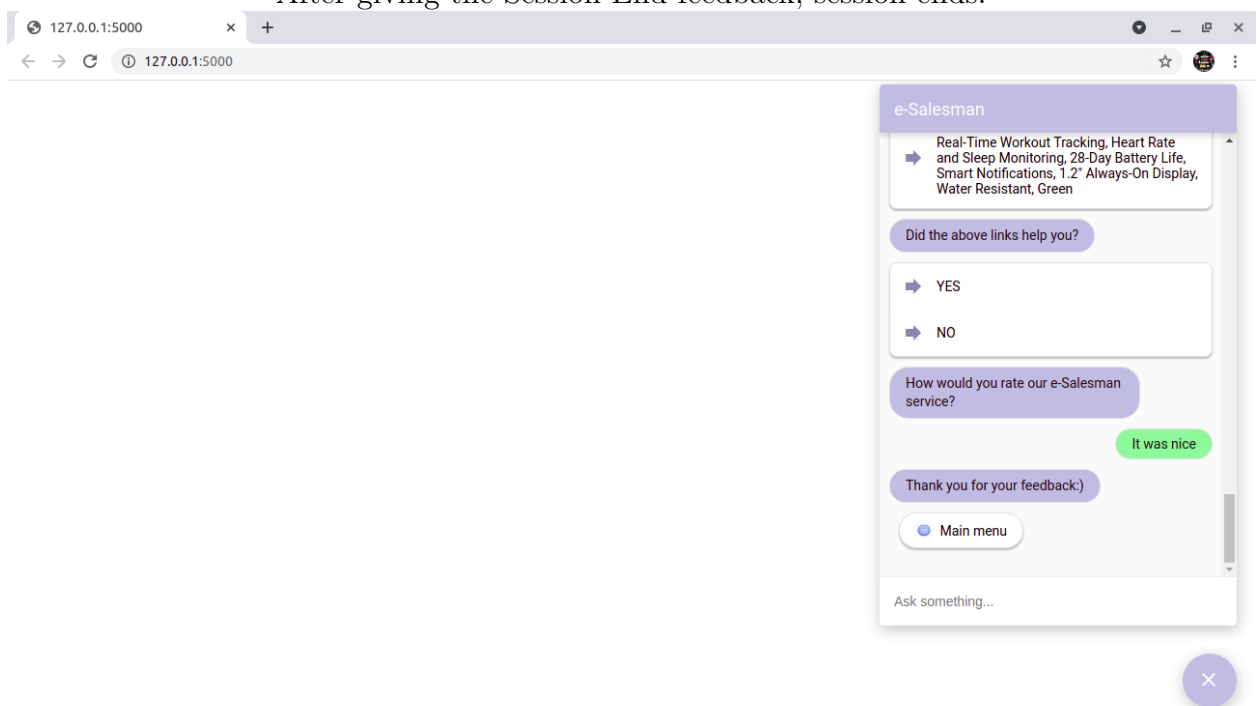 After giving the Session End feedback, session ends.
127.0.0.1:5000
127.0.0.1:5000
e-Salesman
Real-Time Workout Tracking, Heart Rate
and Sleep Monitoring, 28-Day Battery Life,
Smart Notifications, 1.2" Always-On Display,
Water Resistant, Green
Did the above links help you?
YES
NO
How would you rate our e-Salesman
service?
It was nice
Thank you for your feedback:)
Main menu
Ask something...